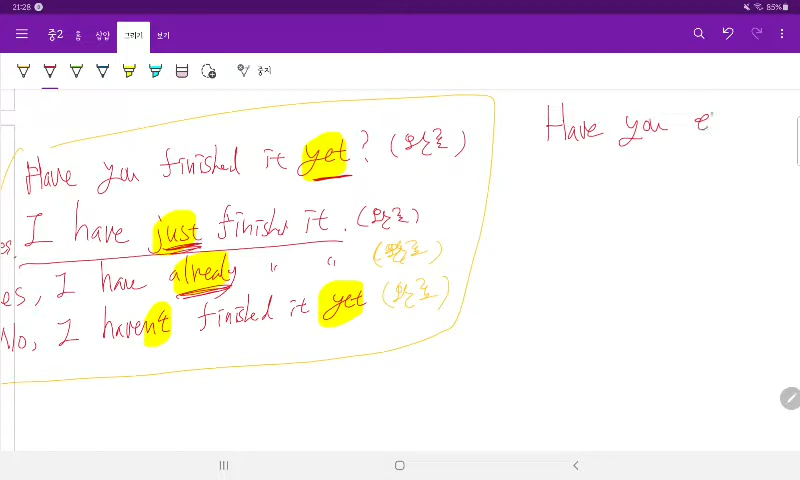 21:28 85%
중2 홈 삽입 그리기 보기
중지
Have you finished it yet? (완료)
I have just finished it. (완료)
es, I have already " " (완료)
No, I haven't finished it yet (완료)
Have you e